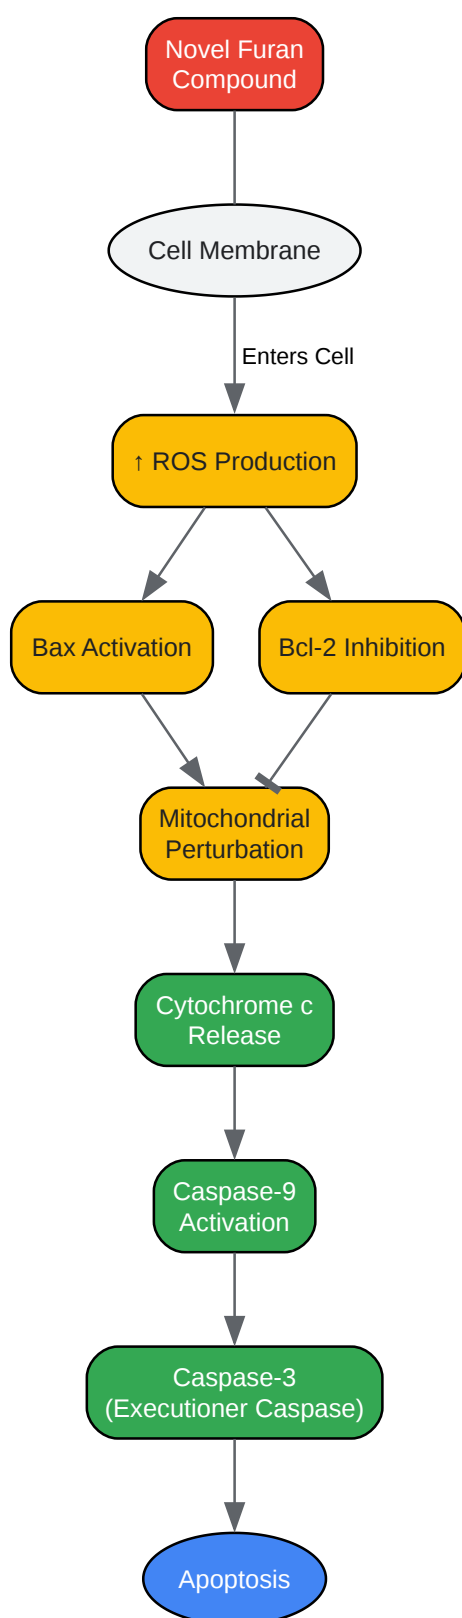 Novel Furan
Compound
Cell Membrane
Enters Cell
↑ ROS Production
Bax Activation
Bcl-2 Inhibition
Mitochondrial
Perturbation
Cytochrome c
Release
Caspase-9
Activation
Caspase-3
(Executioner Caspase)
Apoptosis